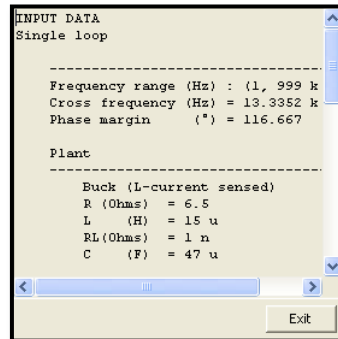 INPUT DATA
Single loop
----------------------------------
Frequency range (Hz) : (1, 999 k
Cross frequency (Hz) = 13.3352 k
Phase margin (°) = 116.667
Plant
----------------------------------
Buck (L-current sensed)
R (Ohms) = 6.5
L (H) = 15 u
RL(Ohms) = 1 n
C (F) = 47 u
Exit